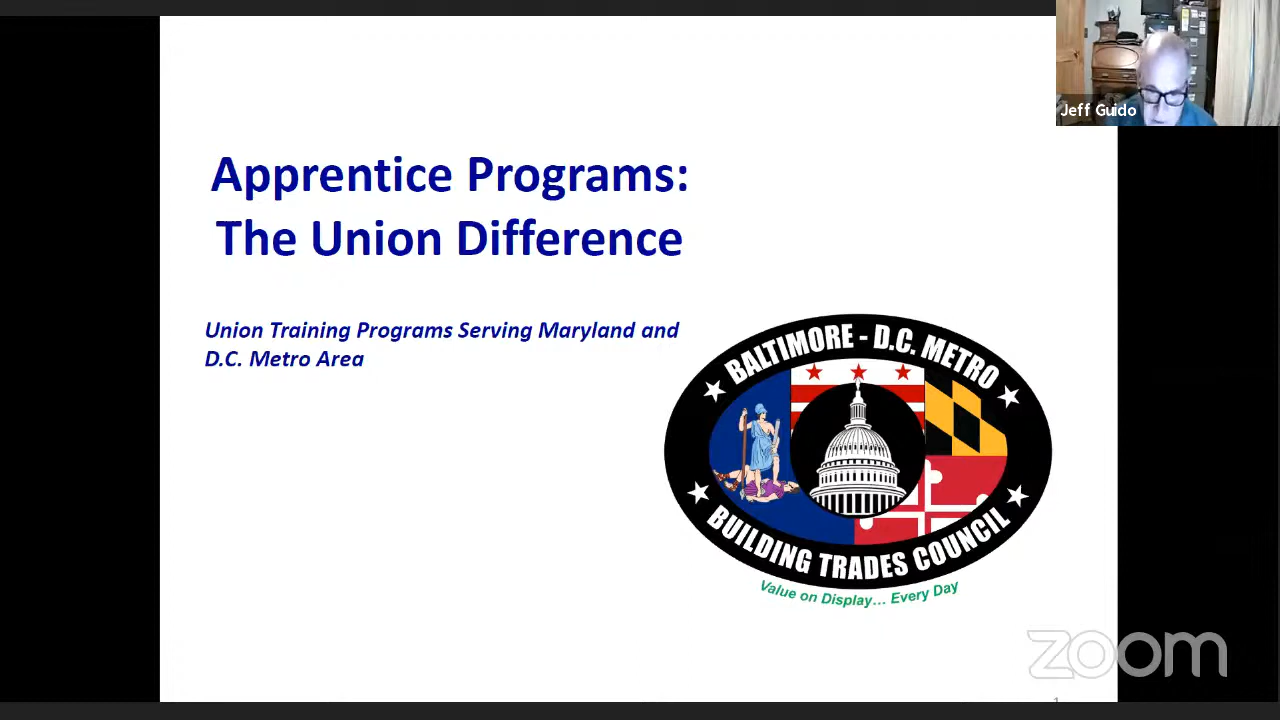 Jeff Guido
Apprentice Programs:
The Union Difference
Union Training Programs Serving Maryland and
D.C. Metro Area
BALTIMORE - D.C. METRO
BUILDING TRADES COUNCIL
Value on Display... Every Day
zoom
1